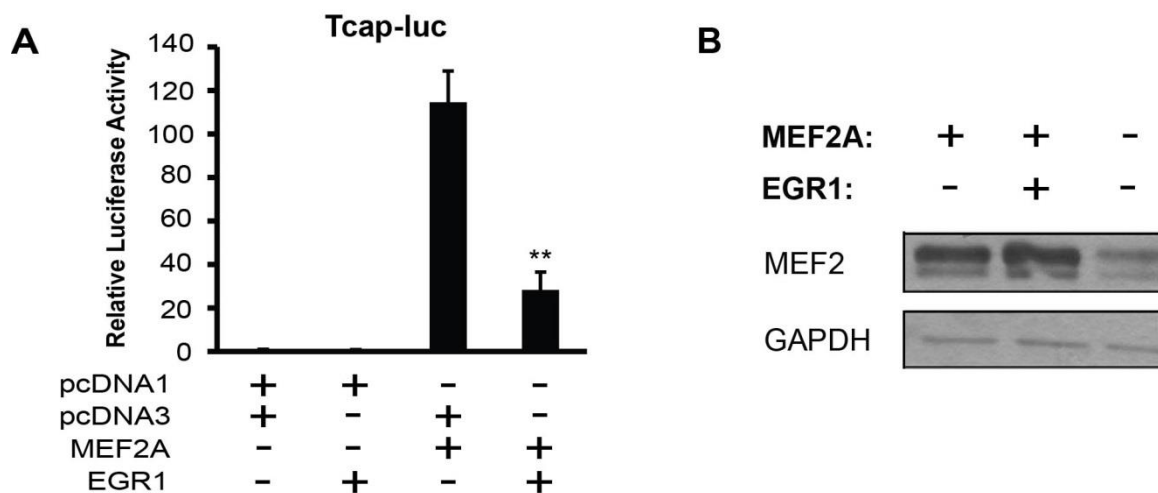 A
Tcap-luc
Relative Luciferase Activity
140
120
100
80
60
40
20
0
**
pcDNA1 + + - -
pcDNA3 + - + -
MEF2A - - + +
EGR1 - + - +
B
MEF2A: + + -
EGR1: - + -
MEF2
GAPDH